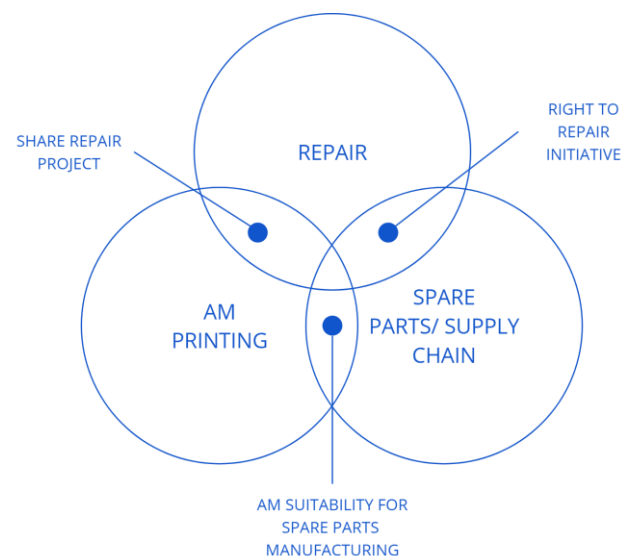 REPAIR
SHARE REPAIR
PROJECT
RIGHT TO
REPAIR
INITIATIVE
AM
PRINTING
SPARE
PARTS/ SUPPLY
CHAIN
AM SUITABILITY FOR
SPARE PARTS
MANUFACTURING